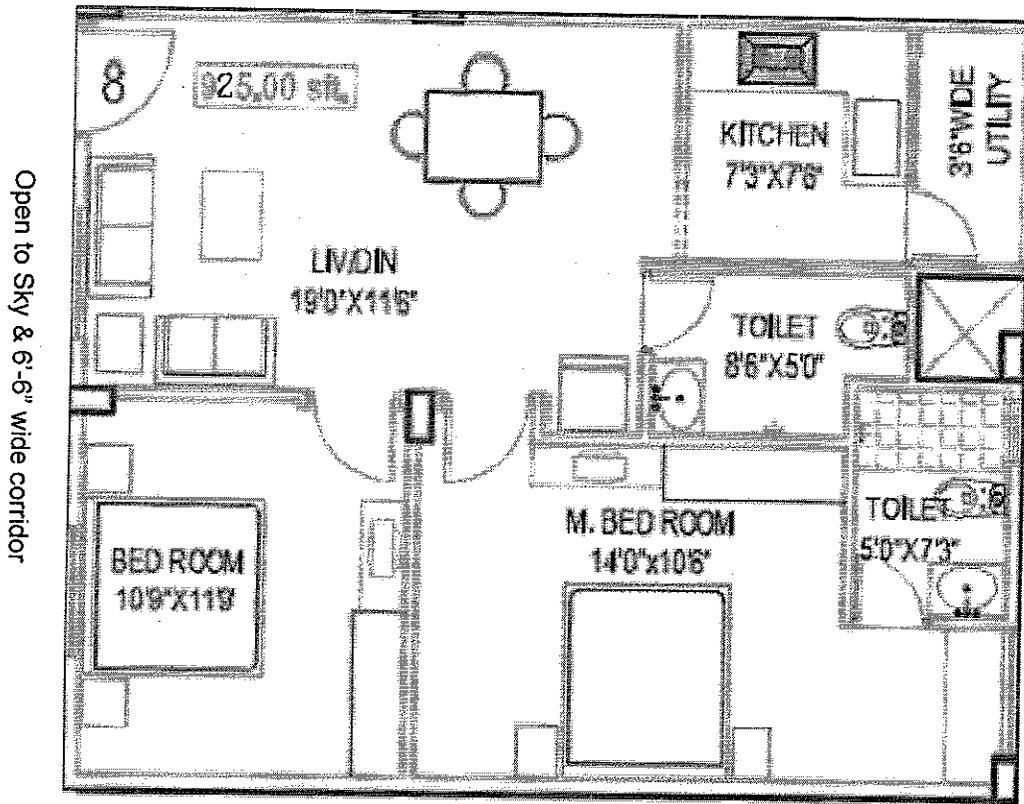 8
925.00 sft.
KITCHEN
7'3"X7'6"
3'6"WIDE
UTILITY
LIV/DIN
19'0"X11'6"
TOILET
8'6"X5'0"
Open to Sky & 6'-6" wide corridor
M. BED ROOM
14'0"x10'6"
TOILET
5'0"X7'3"
BED ROOM
10'9"X11'9